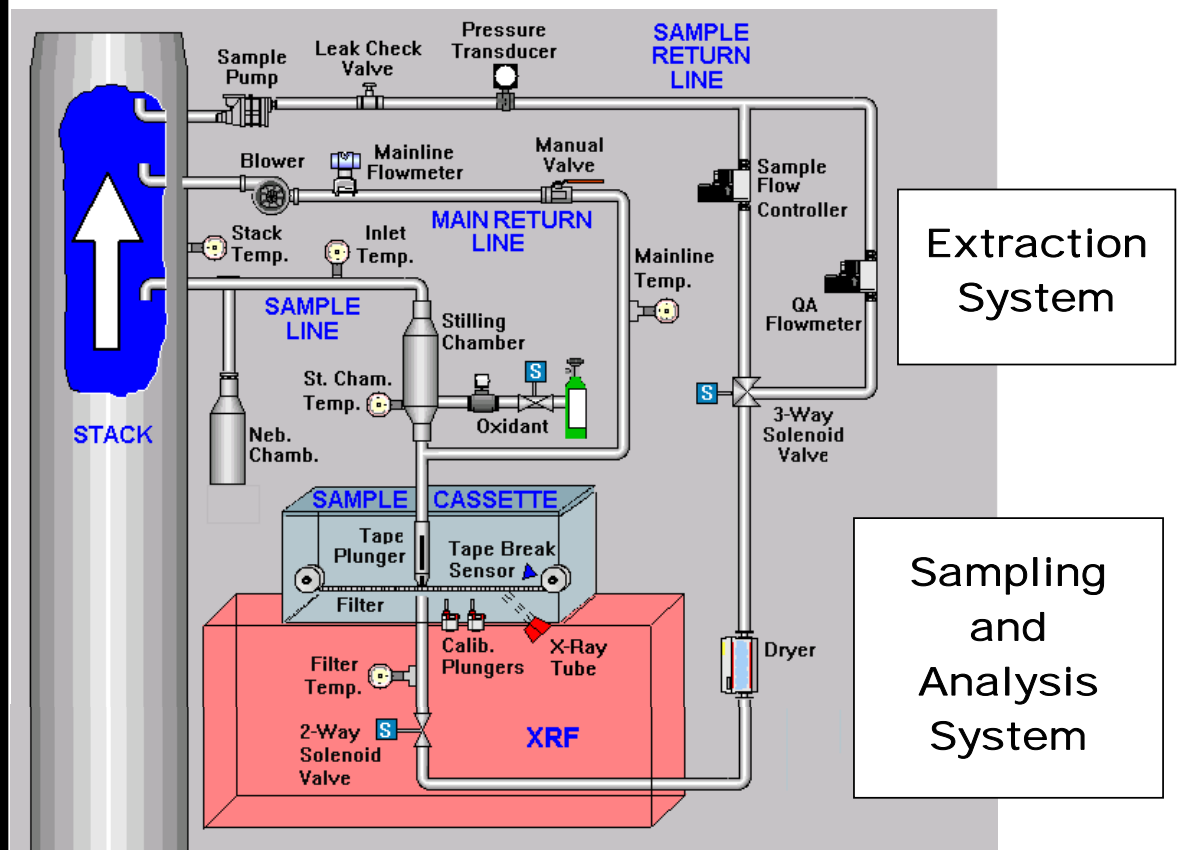 Sample
Pump
Leak Check
Valve
Pressure
Transducer
SAMPLE
RETURN
LINE
Blower
Mainline
Flowmeter
Manual
Valve
Sample
Flow
Controller
MAIN RETURN
LINE
Stack
Temp.
Inlet
Temp.
Mainline
Temp.
QA
Flowmeter
SAMPLE
LINE
Stilling
Chamber
St. Cham.
Temp.
S
Oxidant
S
3-Way
Solenoid
Valve
STACK
Neb.
Chamb.
SAMPLE CASSETTE
Tape
Plunger
Tape Break
Sensor
Filter
Calib.
Plungers
X-Ray
Tube
Dryer
Filter
Temp.
2-Way
Solenoid
Valve
S
XRF
Extraction
System
Sampling
and
Analysis
System